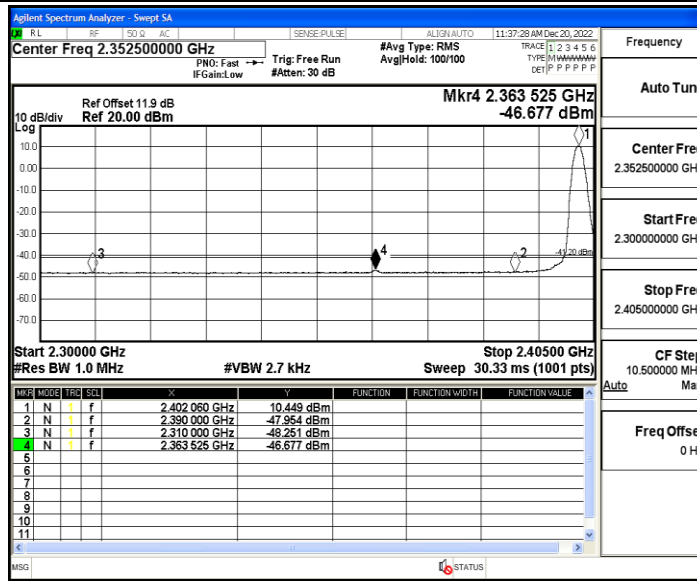 Agilent Spectrum Analyzer - Swept SA
RL RF 50 Ω AC SENSE:PULSE ALIGN AUTO 11:37:28 AM Dec 20, 2022
Center Freq 2.352500000 GHz
PNO: Fast
IFGain:Low
Trig: Free Run
#Atten: 30 dB
#Avg Type: RMS
Avg|Hold: 100/100
TRACE 1 2 3 4 5 6
TYPE M
DET P P P P P P
Frequency
Auto Tun
Center Fre
2.352500000 GH
Start Fre
2.300000000 GH
Stop Fre
2.405000000 GH
CF Step
10.500000 MH
Auto Ma
Freq Offse
0 H
Mkr4 2.363 525 GHz
-46.677 dBm
Ref Offset 11.9 dB
10 dB/div Ref 20.00 dBm
Log
10.0
0.00
-10.0
-20.0
-30.0
-40.0
-50.0
-60.0
-70.0
1
2
3
4
-41.20 dBm
Start 2.30000 GHz Stop 2.40500 GHz
#Res BW 1.0 MHz #VBW 2.7 kHz Sweep 30.33 ms (1001 pts)
MKR MODE TRC SCL X Y FUNCTION FUNCTION WIDTH FUNCTION VALUE
1 N 1 f 2.402 060 GHz 10.449 dBm
2 N 1 f 2.390 000 GHz -47.954 dBm
3 N 1 f 2.310 000 GHz -48.251 dBm
4 N 1 f 2.363 525 GHz -46.677 dBm
5
6
7
8
9
10
11
MSG STATUS